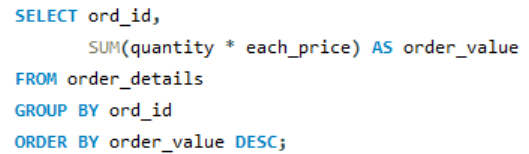 SELECT ord_id,
SUM(quantity * each_price) AS order_value
FROM order_details
GROUP BY ord_id
ORDER BY order_value DESC;